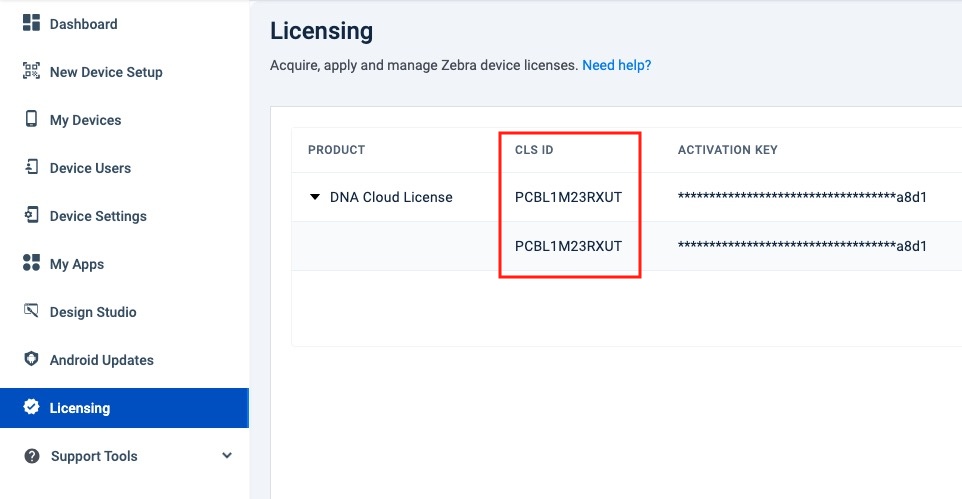 Dashboard
New Device Setup
My Devices
Device Users
Device Settings
My Apps
Design Studio
Android Updates
Licensing
Support Tools
Licensing
Acquire, apply and manage Zebra device licenses. Need help?
PRODUCT CLS ID ACTIVATION KEY
DNA Cloud License PCBL1M23RXUT ***********************************a8d1
PCBL1M23RXUT ***********************************a8d1